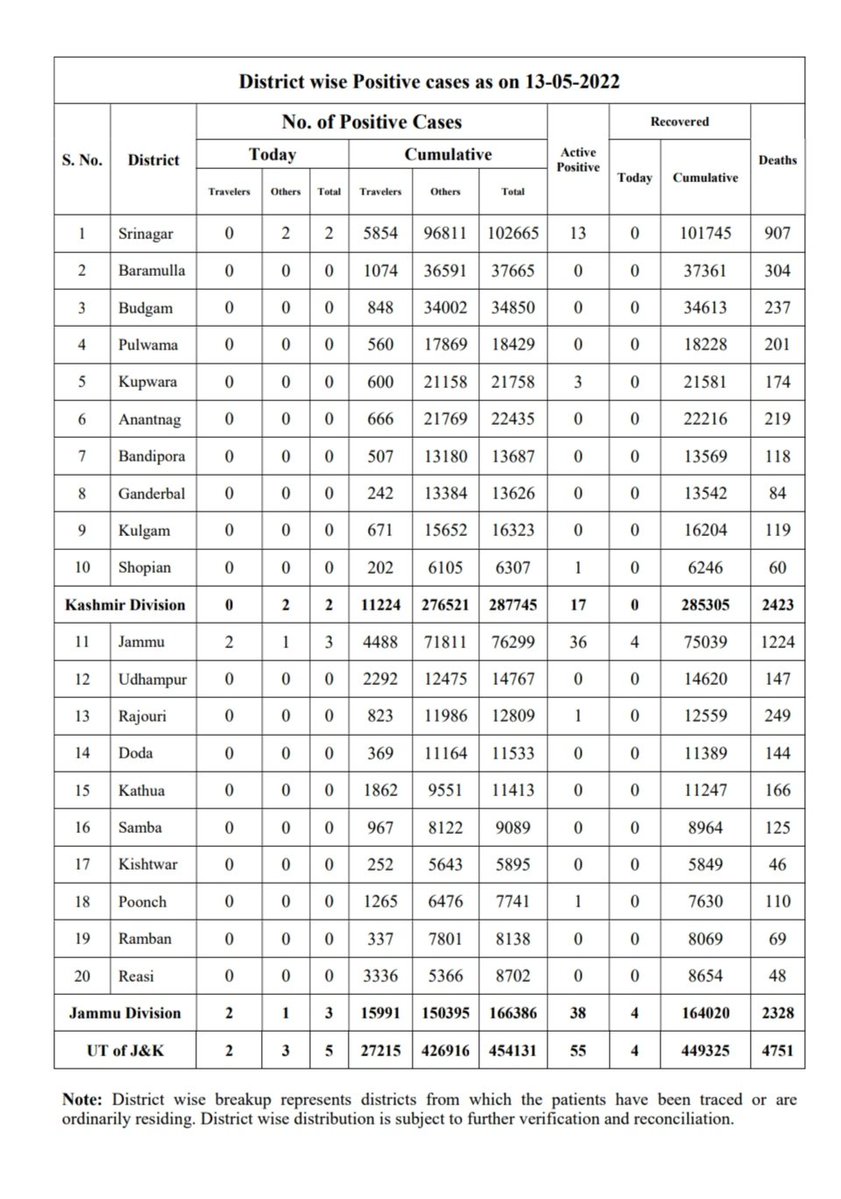 District wise Positive cases as on 13-05-2022
S. No. District No. of Positive Cases Active Positive Recovered Deaths
Today Cumulative Today Cumulative
Travelers Others Total Travelers Others Total
1 Srinagar 0 2 2 5854 96811 102665 13 0 101745 907
2 Baramulla 0 0 0 1074 36591 37665 0 0 37361 304
3 Budgam 0 0 0 848 34002 34850 0 0 34613 237
4 Pulwama 0 0 0 560 17869 18429 0 0 18228 201
5 Kupwara 0 0 0 600 21158 21758 3 0 21581 174
6 Anantnag 0 0 0 666 21769 22435 0 0 22216 219
7 Bandipora 0 0 0 507 13180 13687 0 0 13569 118
8 Ganderbal 0 0 0 242 13384 13626 0 0 13542 84
9 Kulgam 0 0 0 671 15652 16323 0 0 16204 119
10 Shopian 0 0 0 202 6105 6307 1 0 6246 60
Kashmir Division 0 2 2 11224 276521 287745 17 0 285305 2423
11 Jammu 2 1 3 4488 71811 76299 36 4 75039 1224
12 Udhampur 0 0 0 2292 12475 14767 0 0 14620 147
13 Rajouri 0 0 0 823 11986 12809 1 0 12559 249
14 Doda 0 0 0 369 11164 11533 0 0 11389 144
15 Kathua 0 0 0 1862 9551 11413 0 0 11247 166
16 Samba 0 0 0 967 8122 9089 0 0 8964 125
17 Kishtwar 0 0 0 252 5643 5895 0 0 5849 46
18 Poonch 0 0 0 1265 6476 7741 1 0 7630 110
19 Ramban 0 0 0 337 7801 8138 0 0 8069 69
20 Reasi 0 0 0 3336 5366 8702 0 0 8654 48
Jammu Division 2 1 3 15991 150395 166386 38 4 164020 2328
UT of J&K 2 3 5 27215 426916 454131 55 4 449325 4751
Note: District wise breakup represents districts from which the patients have been traced or are
ordinarily residing. District wise distribution is subject to further verification and reconciliation.